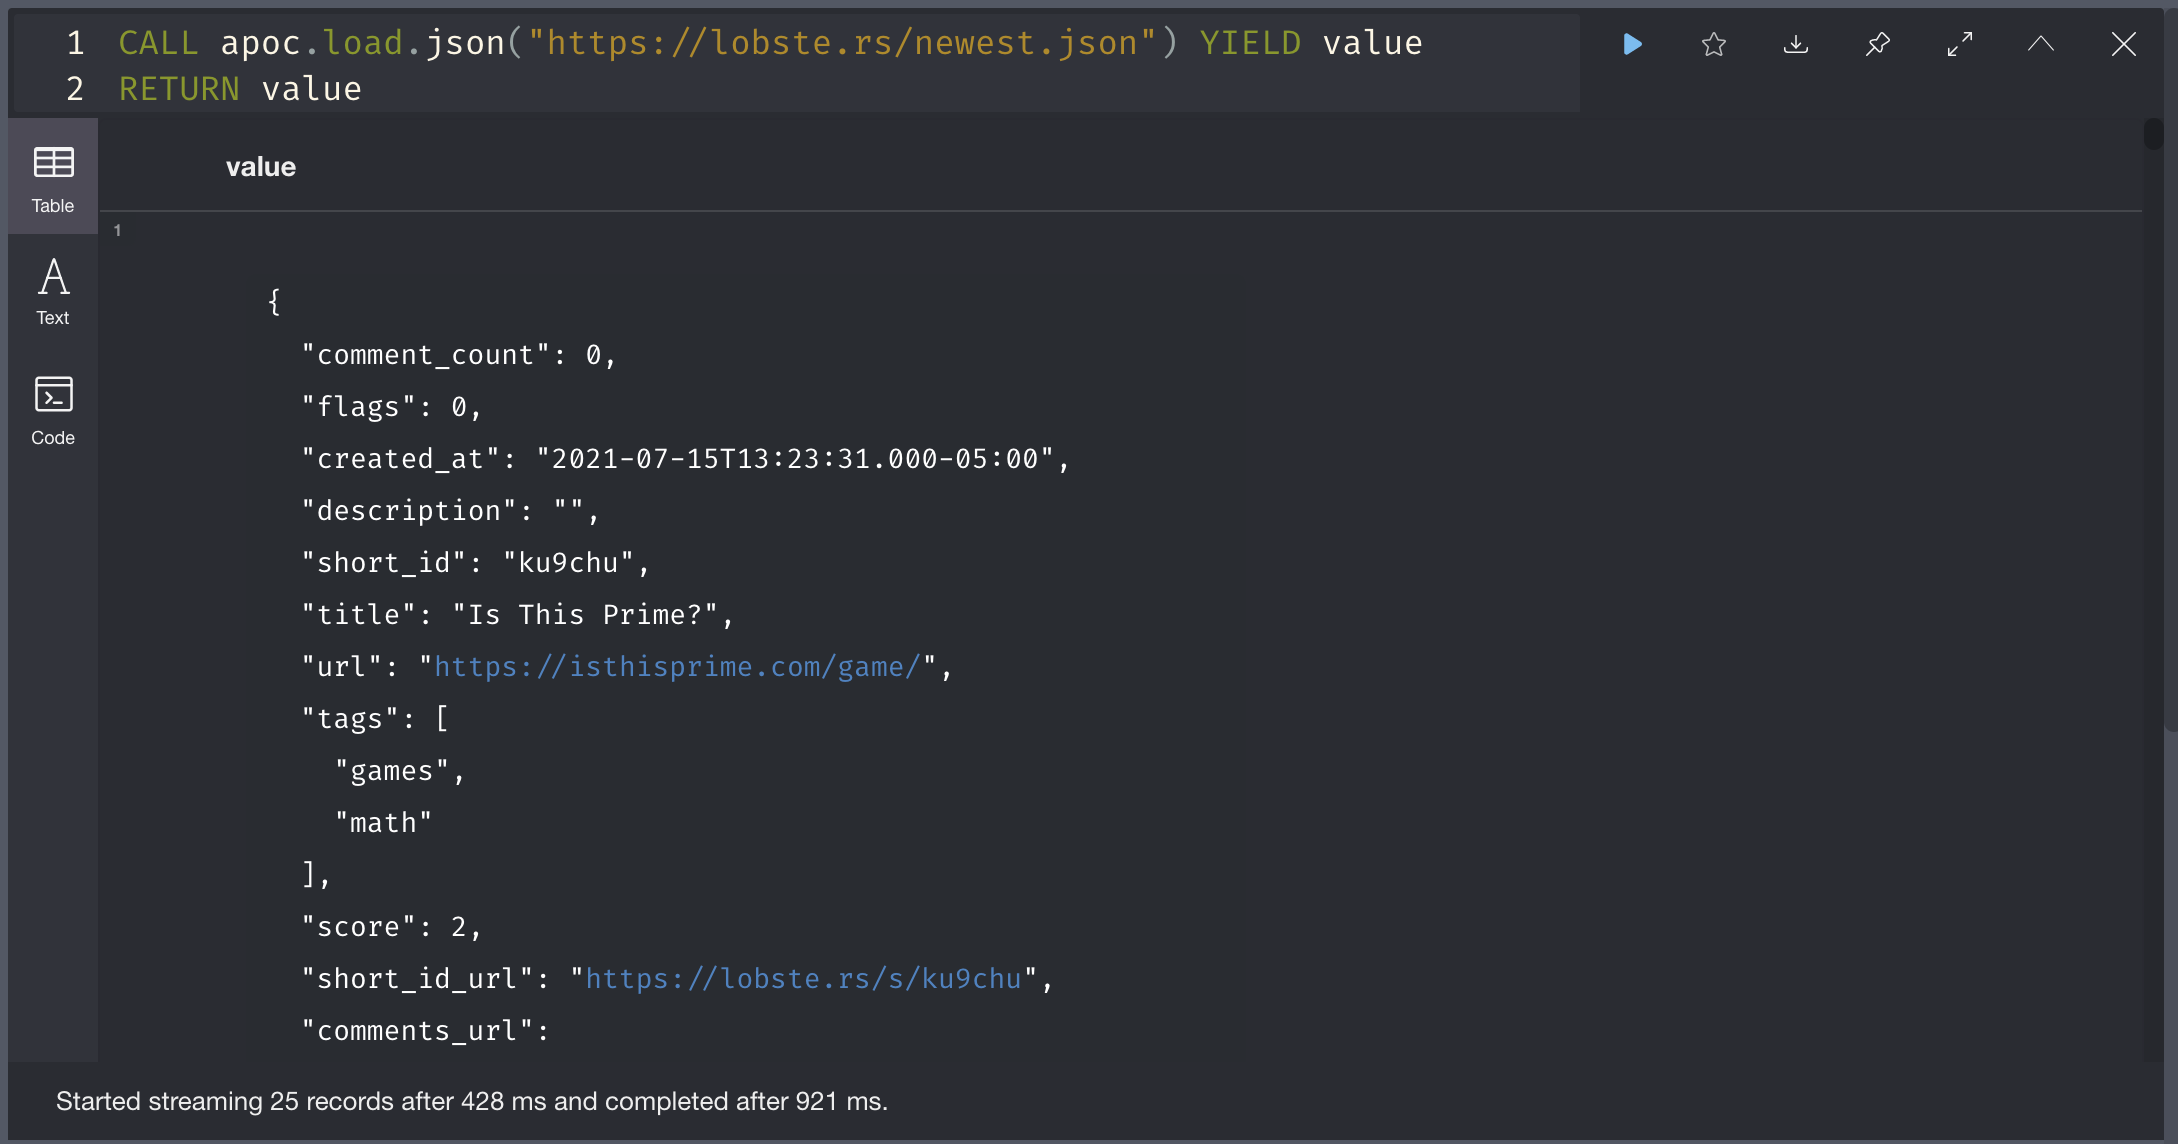 1 CALL apoc.load.json("https://lobste.rs/newest.json") YIELD value
2 RETURN value
Table
Text
Code
value
1
{
"comment_count": 0,
"flags": 0,
"created_at": "2021-07-15T13:23:31.000-05:00",
"description": "",
"short_id": "ku9chu",
"title": "Is This Prime?",
"url": "https://isthisprime.com/game/",
"tags": [
"games",
"math"
],
"score": 2,
"short_id_url": "https://lobste.rs/s/ku9chu",
"comments_url":
Started streaming 25 records after 428 ms and completed after 921 ms.